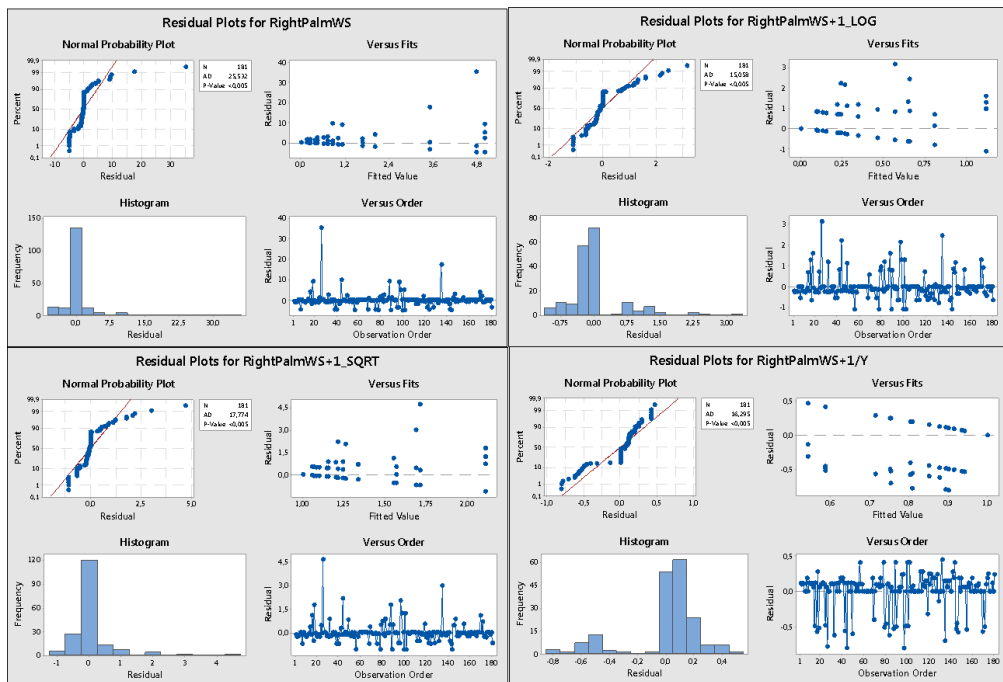 Residual Plots for RightPalmWS
Normal Probability Plot
Versus Fits
99,9
99
90
50
10
1
0,1
Percent
N 181
AD 25,532
P-Value <0,005
-10 0 10 20 30
Residual
40
30
20
10
0
Residual
0,0 1,2 2,4 3,6 4,8
Fitted Value
Histogram
Versus Order
150
100
50
0
Frequency
0,0 7,5 15,0 22,5 30,0
Residual
40
30
20
10
0
Residual
1 20 40 60 80 100 120 140 160 180
Observation Order
Residual Plots for RightPalmWS+1_LOG
Normal Probability Plot
Versus Fits
99,9
99
90
50
10
1
0,1
Percent
N 181
AD 15,058
P-Value <0,005
-2 0 2
Residual
3
2
1
0
-1
Residual
0,00 0,25 0,50 0,75 1,00
Fitted Value
Histogram
Versus Order
80
60
40
20
0
Frequency
-0,75 0,00 0,75 1,50 2,25 3,00
Residual
3
2
1
0
-1
Residual
1 20 40 60 80 100 120 140 160 180
Observation Order
Residual Plots for RightPalmWS+1_SQRT
Normal Probability Plot
Versus Fits
99,9
99
90
50
10
1
0,1
Percent
N 181
AD 17,774
P-Value <0,005
0,0 2,5 5,0
Residual
4,5
3,0
1,5
0,0
Residual
1,00 1,25 1,50 1,75 2,00
Fitted Value
Histogram
Versus Order
120
90
60
30
0
Frequency
-1 0 1 2 3 4
Residual
4,5
3,0
1,5
0,0
Residual
1 20 40 60 80 100 120 140 160 180
Observation Order
Residual Plots for RightPalmWS+1/Y
Normal Probability Plot
Versus Fits
99,9
99
90
50
10
1
0,1
Percent
N 181
AD 16,295
P-Value <0,005
-1,0 -0,5 0,0 0,5
Residual
0,5
0,0
-0,5
Residual
0,6 0,7 0,8 0,9 1,0
Fitted Value
Histogram
Versus Order
60
45
30
15
0
Frequency
-0,8 -0,6 -0,4 -0,2 0,0 0,2 0,4
Residual
0,5
0,0
-0,5
Residual
1 20 40 60 80 100 120 140 160 180
Observation Order